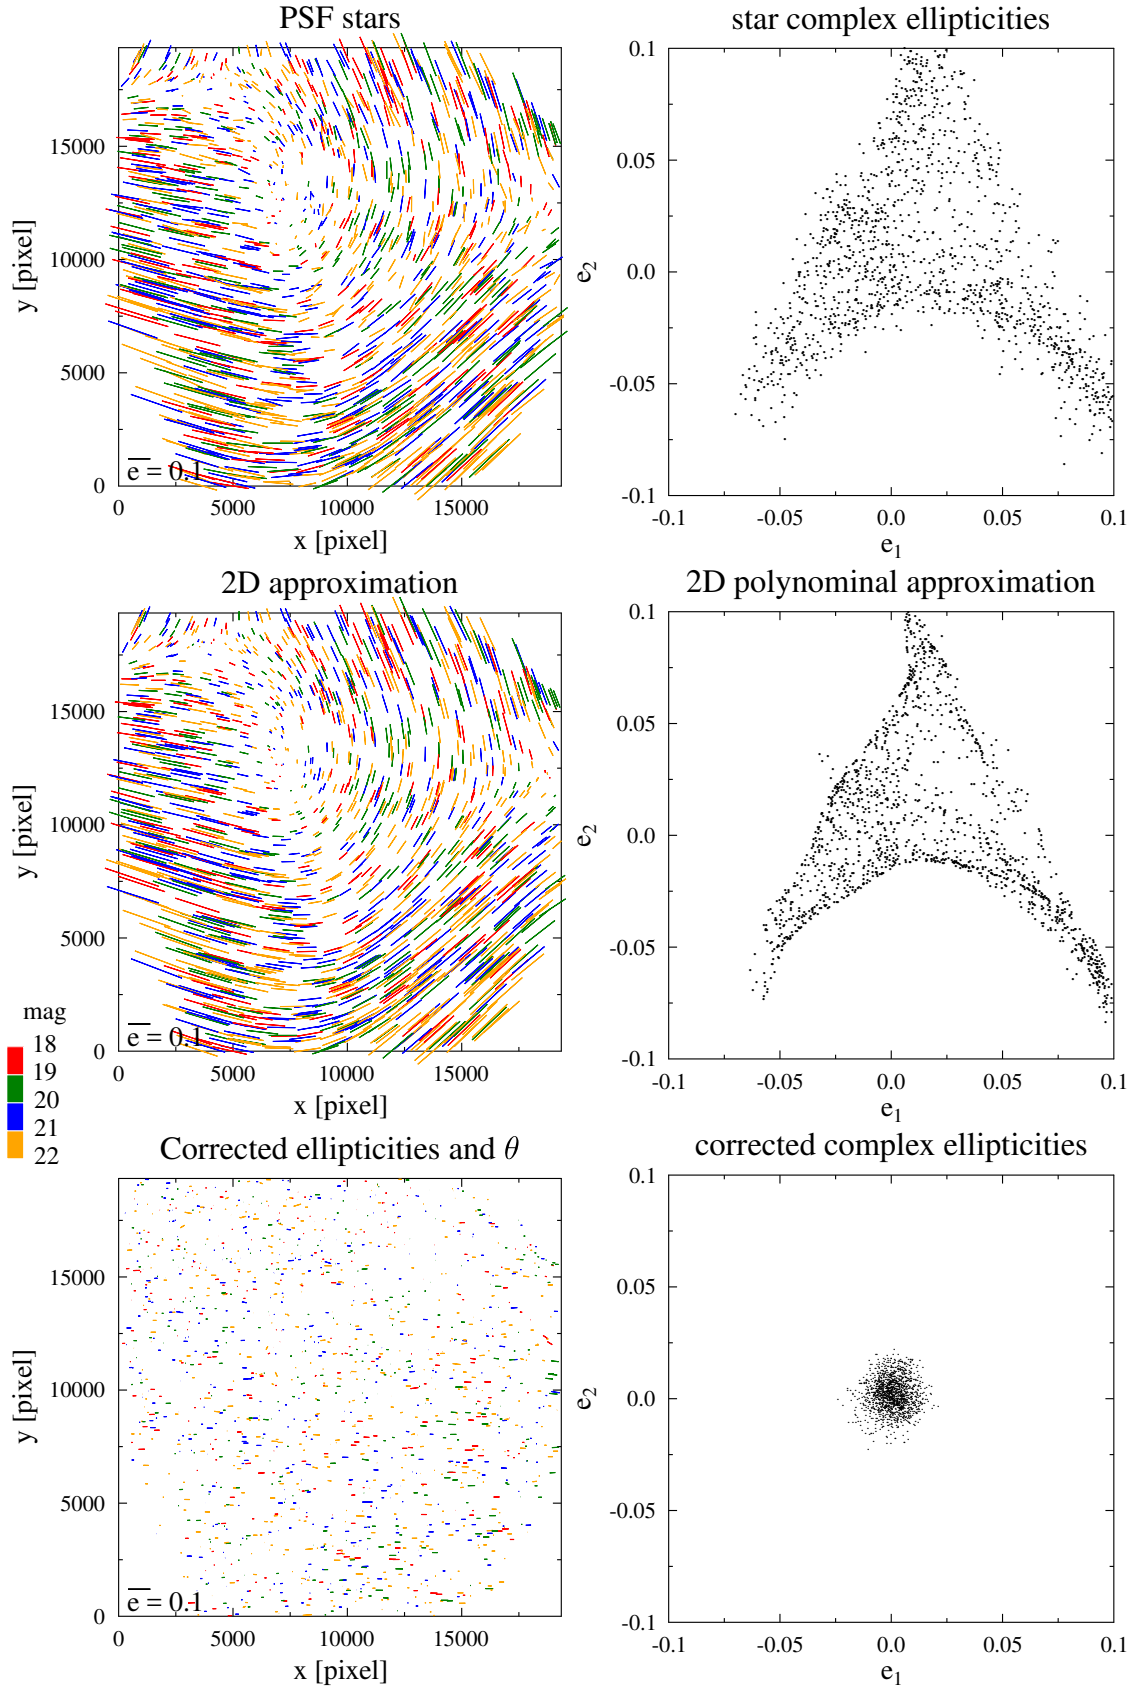 PSF stars
15000
10000
5000
0
y [pixel]
e = 0.1
0 5000 10000 15000
x [pixel]
star complex ellipticities
0.1
0.05
0.0
-0.05
-0.1
e2
-0.1 -0.05 0.0 0.05 0.1
e1
2D approximation
15000
10000
5000
0
y [pixel]
e = 0.1
0 5000 10000 15000
x [pixel]
2D polynominal approximation
0.1
0.05
0.0
-0.05
-0.1
e2
-0.1 -0.05 0.0 0.05 0.1
e1
mag
18
19
20
21
22
Corrected ellipticities and θ
15000
10000
5000
0
y [pixel]
e = 0.1
0 5000 10000 15000
x [pixel]
corrected complex ellipticities
0.1
0.05
0.0
-0.05
-0.1
e2
-0.1 -0.05 0.0 0.05 0.1
e1